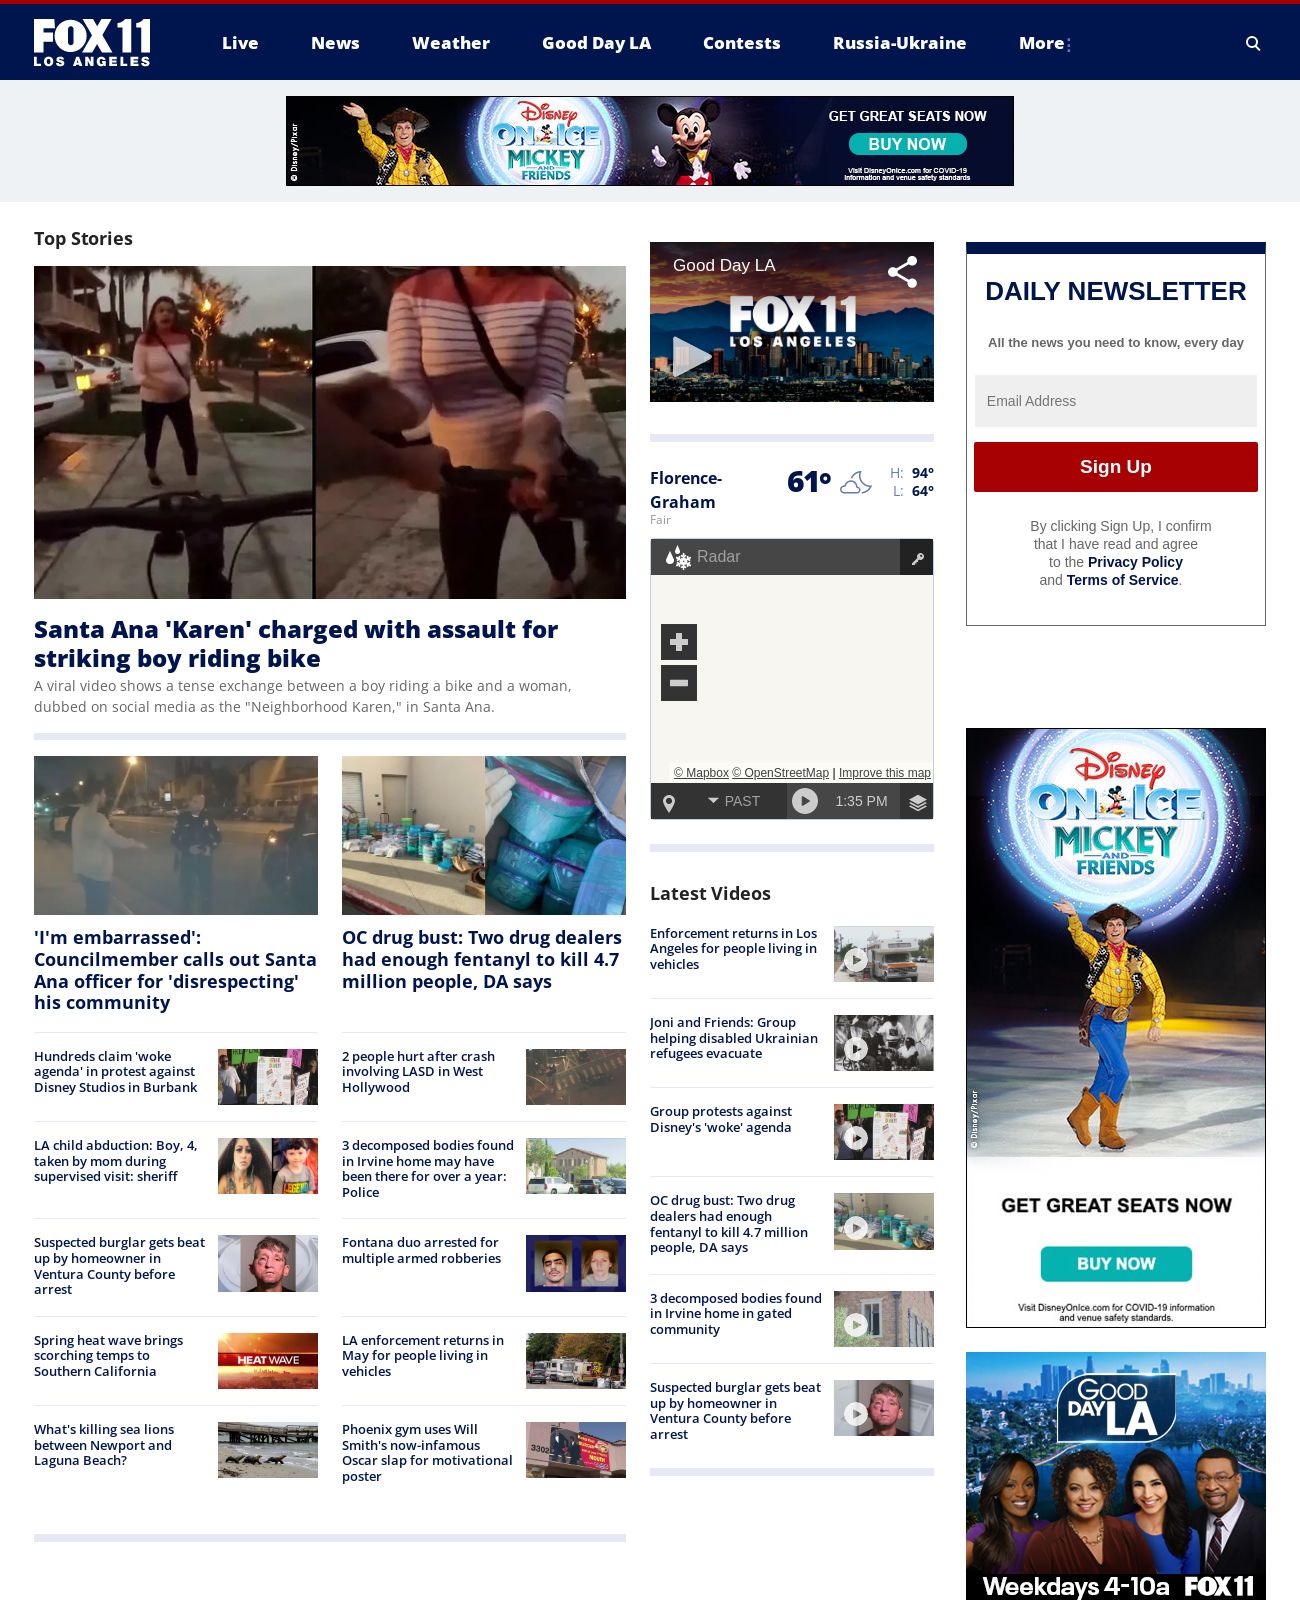 FOX 11
LOS ANGELES
Live
News
Weather
Good Day LA
Contests
Russia-Ukraine
More
© Disney/Pixar
Disney
ON ICE
MICKEY
AND
FRIENDS
GET GREAT SEATS NOW
BUY NOW
Visit DisneyOnIce.com for COVID-19
information and venue safety standards
Top Stories
Santa Ana 'Karen' charged with assault for
striking boy riding bike
A viral video shows a tense exchange between a boy riding a bike and a woman,
dubbed on social media as the "Neighborhood Karen," in Santa Ana.
'I'm embarrassed':
Councilmember calls out Santa
Ana officer for 'disrespecting'
his community
OC drug bust: Two drug dealers
had enough fentanyl to kill 4.7
million people, DA says
Hundreds claim 'woke
agenda' in protest against
Disney Studios in Burbank
2 people hurt after crash
involving LASD in West
Hollywood
LA child abduction: Boy, 4,
taken by mom during
supervised visit: sheriff
3 decomposed bodies found
in Irvine home may have
been there for over a year:
Police
Suspected burglar gets beat
up by homeowner in
Ventura County before
arrest
Fontana duo arrested for
multiple armed robberies
Spring heat wave brings
scorching temps to
Southern California
HEAT WAVE
LA enforcement returns in
May for people living in
vehicles
What's killing sea lions
between Newport and
Laguna Beach?
Phoenix gym uses Will
Smith's now-infamous
Oscar slap for motivational
poster
3302
Good Day LA
FOX 11
LOS ANGELES
Florence-
Graham
Fair
61°
H: 94°
L: 64°
Radar
© Mapbox © OpenStreetMap | Improve this map
PAST
1:35 PM
Latest Videos
Enforcement returns in Los
Angeles for people living in
vehicles
Joni and Friends: Group
helping disabled Ukrainian
refugees evacuate
Group protests against
Disney's 'woke' agenda
OC drug bust: Two drug
dealers had enough
fentanyl to kill 4.7 million
people, DA says
3 decomposed bodies found
in Irvine home in gated
community
Suspected burglar gets beat
up by homeowner in
Ventura County before
arrest
DAILY NEWSLETTER
All the news you need to know, every day
Email Address
Sign Up
By clicking Sign Up, I confirm
that I have read and agree
to the Privacy Policy
and Terms of Service.
Disney
ON ICE
MICKEY
AND
FRIENDS
© Disney/Pixar
GET GREAT SEATS NOW
BUY NOW
Visit DisneyOnIce.com for COVID-19 information
and venue safety standards.
GOOD
DAY LA
Weekdays 4-10a FOX 11